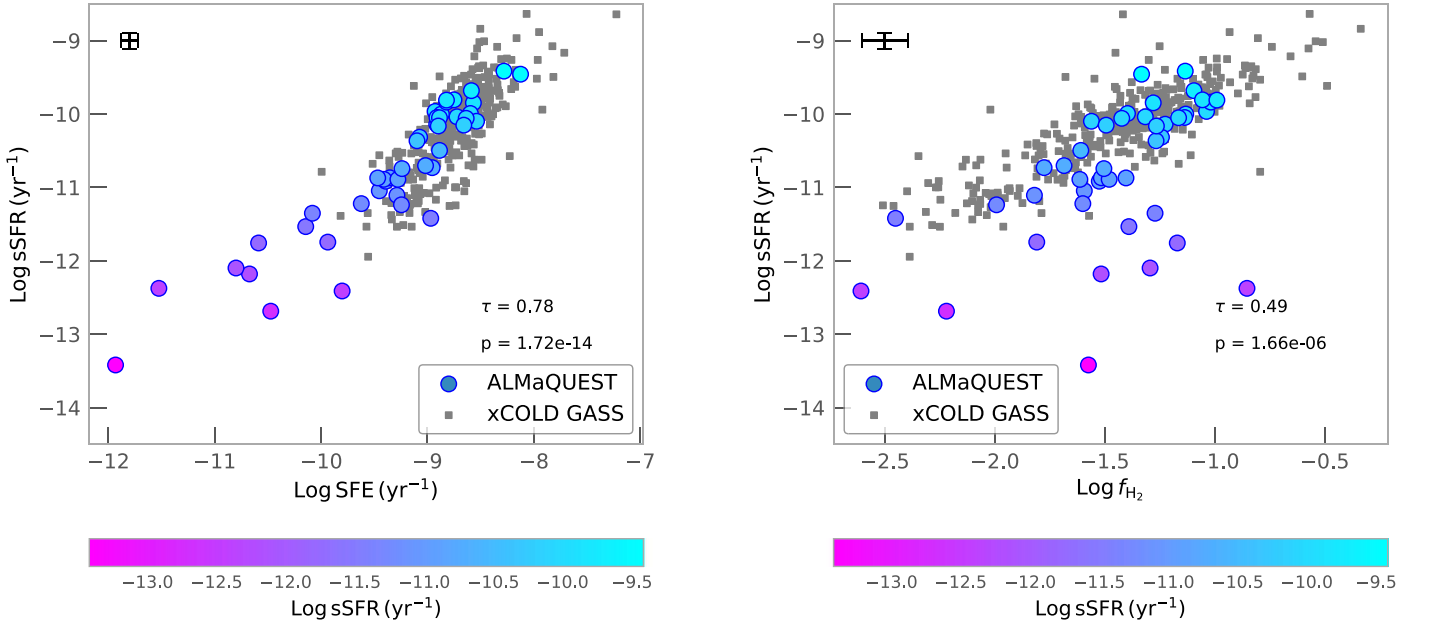 −9
−10
−11
−12
−13
−14
Log sSFR (yr⁻¹)
τ = 0.78
p = 1.72e-14
ALMaQUEST
xCOLD GASS
−12 −11 −10 −9 −8 −7
Log SFE (yr⁻¹)
−13.0 −12.5 −12.0 −11.5 −11.0 −10.5 −10.0 −9.5
Log sSFR (yr⁻¹)
−9
−10
−11
−12
−13
−14
Log sSFR (yr⁻¹)
τ = 0.49
p = 1.66e-06
ALMaQUEST
xCOLD GASS
−2.5 −2.0 −1.5 −1.0 −0.5
Log f_H₂
−13.0 −12.5 −12.0 −11.5 −11.0 −10.5 −10.0 −9.5
Log sSFR (yr⁻¹)